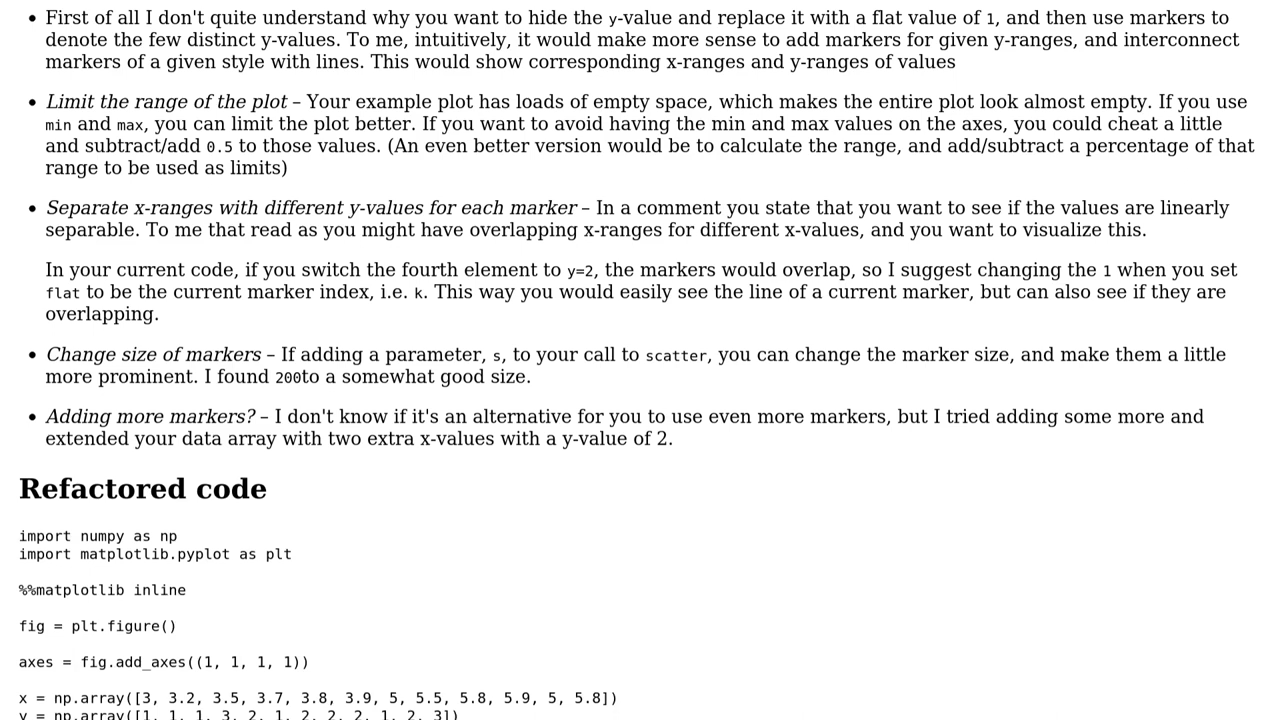 • First of all I don't quite understand why you want to hide the y-value and replace it with a flat value of 1, and then use markers to
denote the few distinct y-values. To me, intuitively, it would make more sense to add markers for given y-ranges, and interconnect
markers of a given style with lines. This would show corresponding x-ranges and y-ranges of values
• Limit the range of the plot – Your example plot has loads of empty space, which makes the entire plot look almost empty. If you use
min and max, you can limit the plot better. If you want to avoid having the min and max values on the axes, you could cheat a little
and subtract/add 0.5 to those values. (An even better version would be to calculate the range, and add/subtract a percentage of that
range to be used as limits)
• Separate x-ranges with different y-values for each marker – In a comment you state that you want to see if the values are linearly
separable. To me that read as you might have overlapping x-ranges for different x-values, and you want to visualize this.
In your current code, if you switch the fourth element to y=2, the markers would overlap, so I suggest changing the 1 when you set
flat to be the current marker index, i.e. k. This way you would easily see the line of a current marker, but can also see if they are
overlapping.
• Change size of markers – If adding a parameter, s, to your call to scatter, you can change the marker size, and make them a little
more prominent. I found 200to a somewhat good size.
• Adding more markers? – I don't know if it's an alternative for you to use even more markers, but I tried adding some more and
extended your data array with two extra x-values with a y-value of 2.
Refactored code
import numpy as np
import matplotlib.pyplot as plt
%%matplotlib inline
fig = plt.figure()
axes = fig.add_axes((1, 1, 1, 1))
x = np.array([3, 3.2, 3.5, 3.7, 3.8, 3.9, 5, 5.5, 5.8, 5.9, 5, 5.8])
y = np.array([1, 1, 1, 3, 2, 1, 2, 2, 2, 1, 2, 3])